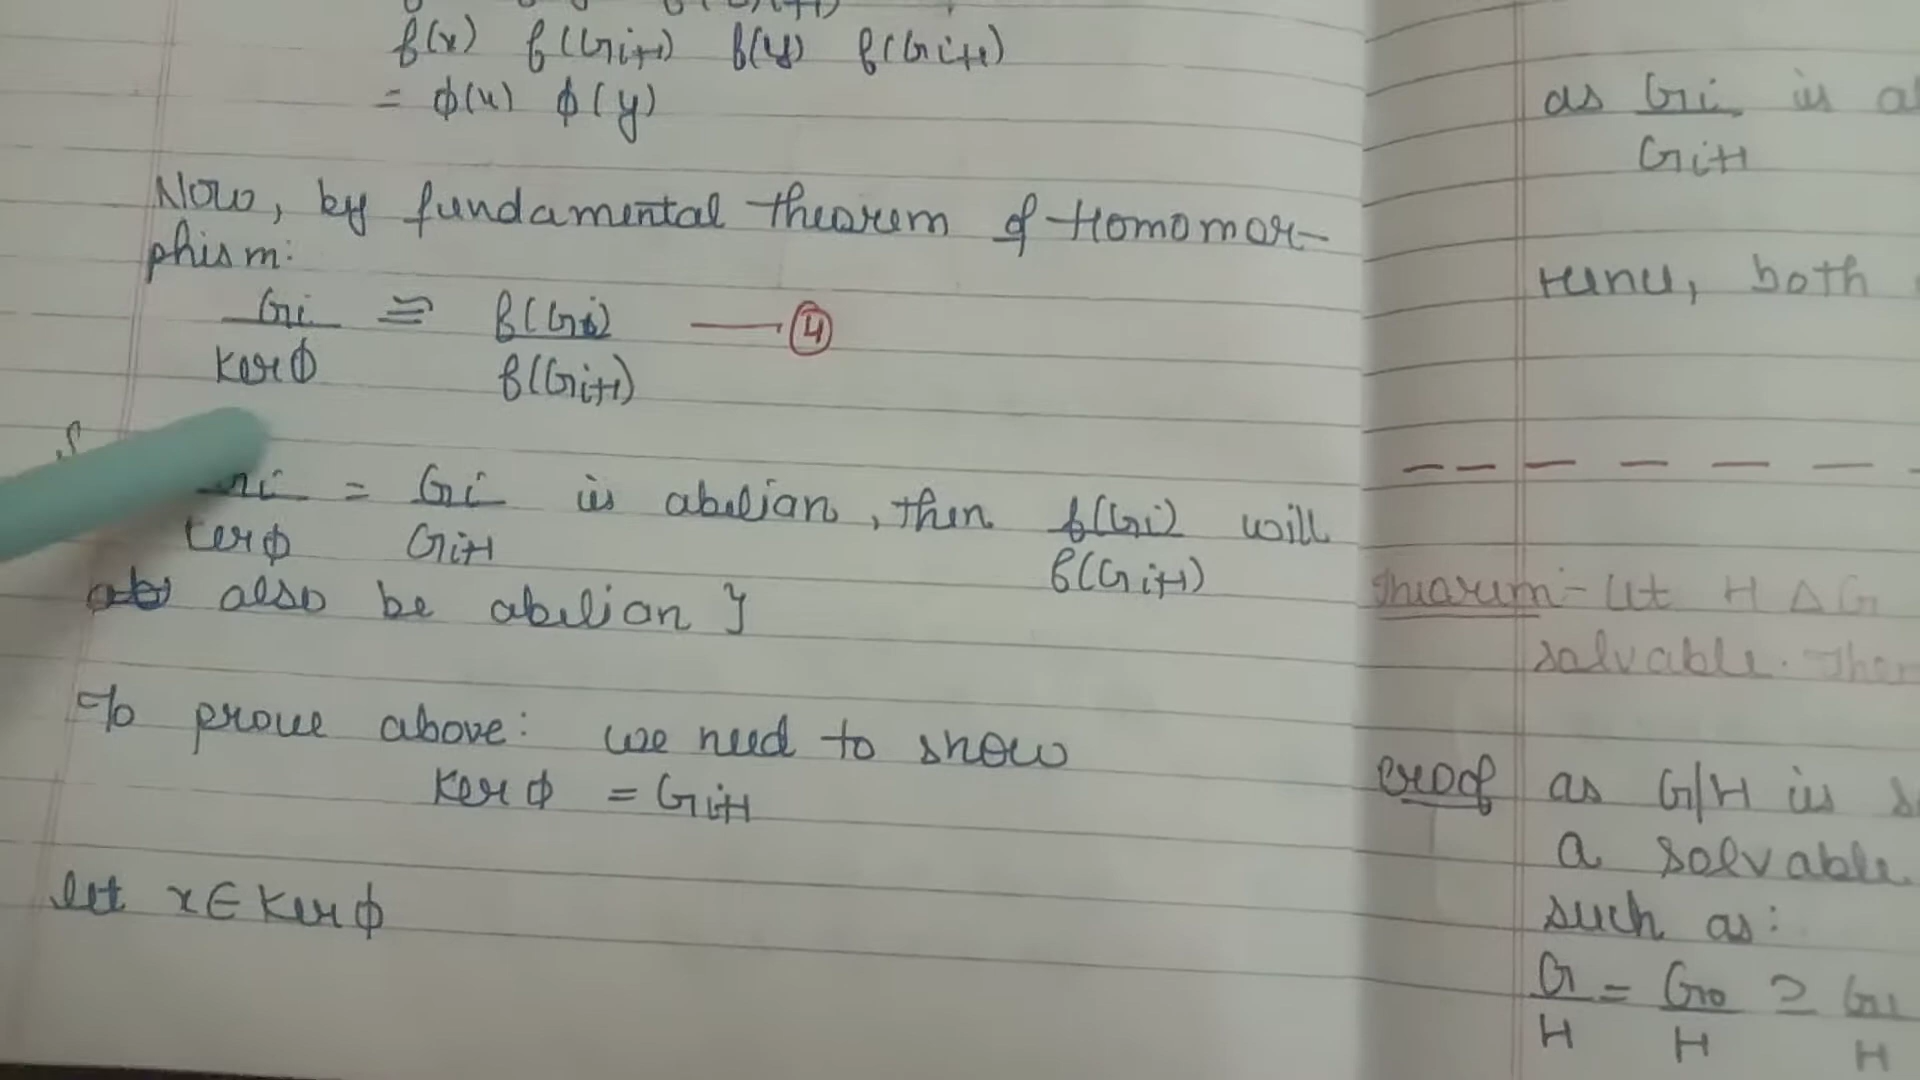 f(x) f(Gi+1) f(y) f(Gi+1)
= ϕ(x) ϕ(y)
Now, by fundamental theorem of Homomor-
phism:
Gi ≅ f(Gi) — ④
Kerϕ f(Gi+1)
Gi = Gi is abelian, then f(Gi) will
Kerϕ Gi+1 f(Gi+1)
also be abelian }
To prove above: we need to show
Ker ϕ = Gi+1
let x ∈ Ker ϕ
as Gi is
Gi+1
Hence, both
Theorem - let H Δ G
solvable.
Proof as G/H is
a solvable
such as:
G = G0 ⊇ G1
H H H